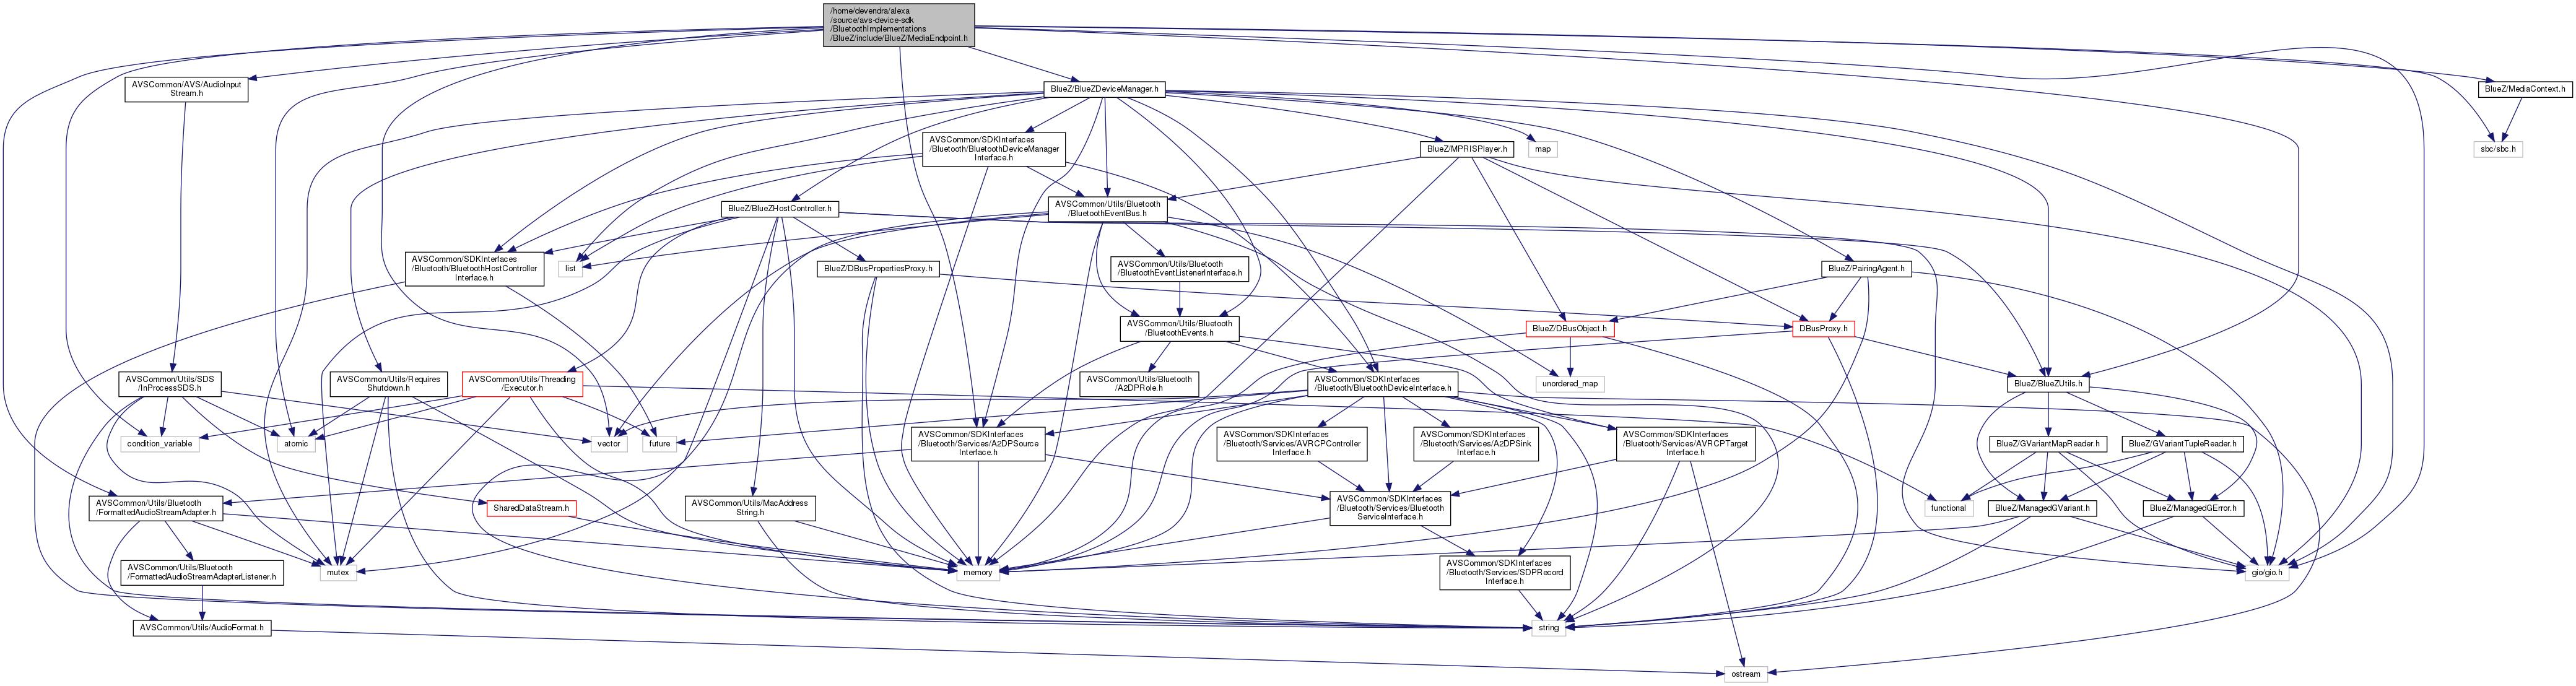 /home/devendra/alexa
/source/avs-device-sdk
/BluetoothImplementations
/BlueZ/include/BlueZ/MediaEndpoint.h
AVSCommon/AVS/AudioInput
Stream.h
BlueZ/BlueZDeviceManager.h
BlueZ/MediaContext.h
AVSCommon/SDKInterfaces
/Bluetooth/BluetoothDeviceManager
Interface.h
BlueZ/MPRISPlayer.h
map
sbc/sbc.h
BlueZ/BlueZHostController.h
AVSCommon/Utils/Bluetooth
/BluetoothEventBus.h
AVSCommon/SDKInterfaces
/Bluetooth/BluetoothHostController
Interface.h
list
BlueZ/DBusPropertiesProxy.h
AVSCommon/Utils/Bluetooth
/BluetoothEventListenerInterface.h
BlueZ/PairingAgent.h
AVSCommon/Utils/Bluetooth
/BluetoothEvents.h
BlueZ/DBusObject.h
DBusProxy.h
AVSCommon/Utils/SDS
/InProcessSDS.h
AVSCommon/Utils/Requires
Shutdown.h
AVSCommon/Utils/Threading
/Executor.h
AVSCommon/Utils/Bluetooth
/A2DPRole.h
AVSCommon/SDKInterfaces
/Bluetooth/BluetoothDeviceInterface.h
unordered_map
BlueZ/BlueZUtils.h
condition_variable
atomic
vector
future
AVSCommon/SDKInterfaces
/Bluetooth/Services/A2DPSource
Interface.h
AVSCommon/SDKInterfaces
/Bluetooth/Services/AVRCPController
Interface.h
AVSCommon/SDKInterfaces
/Bluetooth/Services/A2DPSink
Interface.h
AVSCommon/SDKInterfaces
/Bluetooth/Services/AVRCPTarget
Interface.h
BlueZ/GVariantMapReader.h
BlueZ/GVariantTupleReader.h
AVSCommon/Utils/Bluetooth
/FormattedAudioStreamAdapter.h
SharedDataStream.h
AVSCommon/Utils/MacAddress
String.h
AVSCommon/SDKInterfaces
/Bluetooth/Services/Bluetooth
ServiceInterface.h
functional
BlueZ/ManagedGVariant.h
BlueZ/ManagedGError.h
AVSCommon/Utils/Bluetooth
/FormattedAudioStreamAdapterListener.h
mutex
memory
AVSCommon/SDKInterfaces
/Bluetooth/Services/SDPRecord
Interface.h
gio/gio.h
AVSCommon/Utils/AudioFormat.h
string
ostream